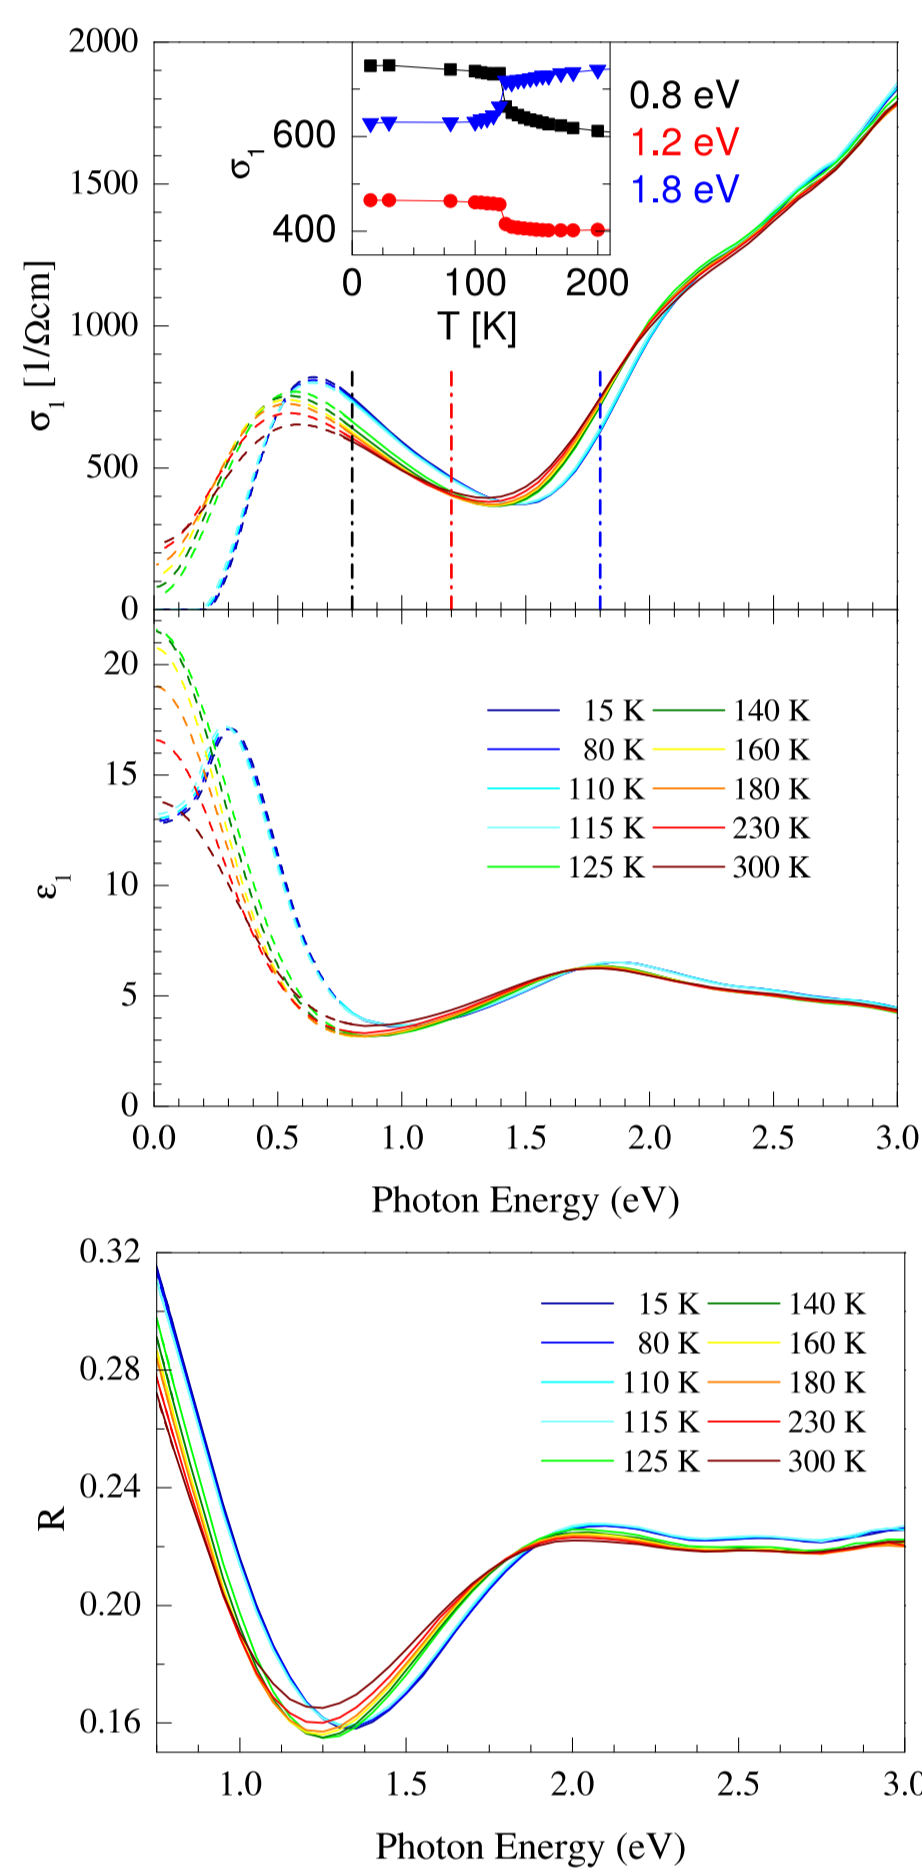 2000
1500
1000
500
0
σ1 [1/Ωcm]
σ1
600
400
0 100 200
T [K]
0.8 eV
1.2 eV
1.8 eV
20
15
10
5
0
ε1
15 K 140 K
80 K 160 K
110 K 180 K
115 K 230 K
125 K 300 K
0.0 0.5 1.0 1.5 2.0 2.5 3.0
Photon Energy (eV)
0.32
0.28
0.24
0.20
0.16
R
15 K 140 K
80 K 160 K
110 K 180 K
115 K 230 K
125 K 300 K
1.0 1.5 2.0 2.5 3.0
Photon Energy (eV)